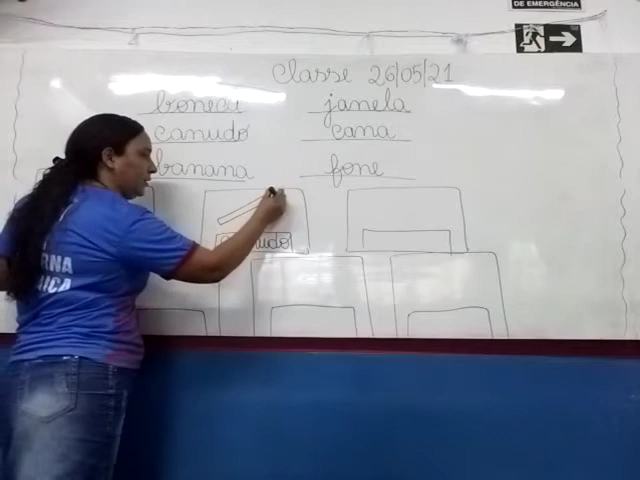 DE EMERGÊNCIA
Classe 26/05/21
boneca janela
canudo cama
banana fone
canudo